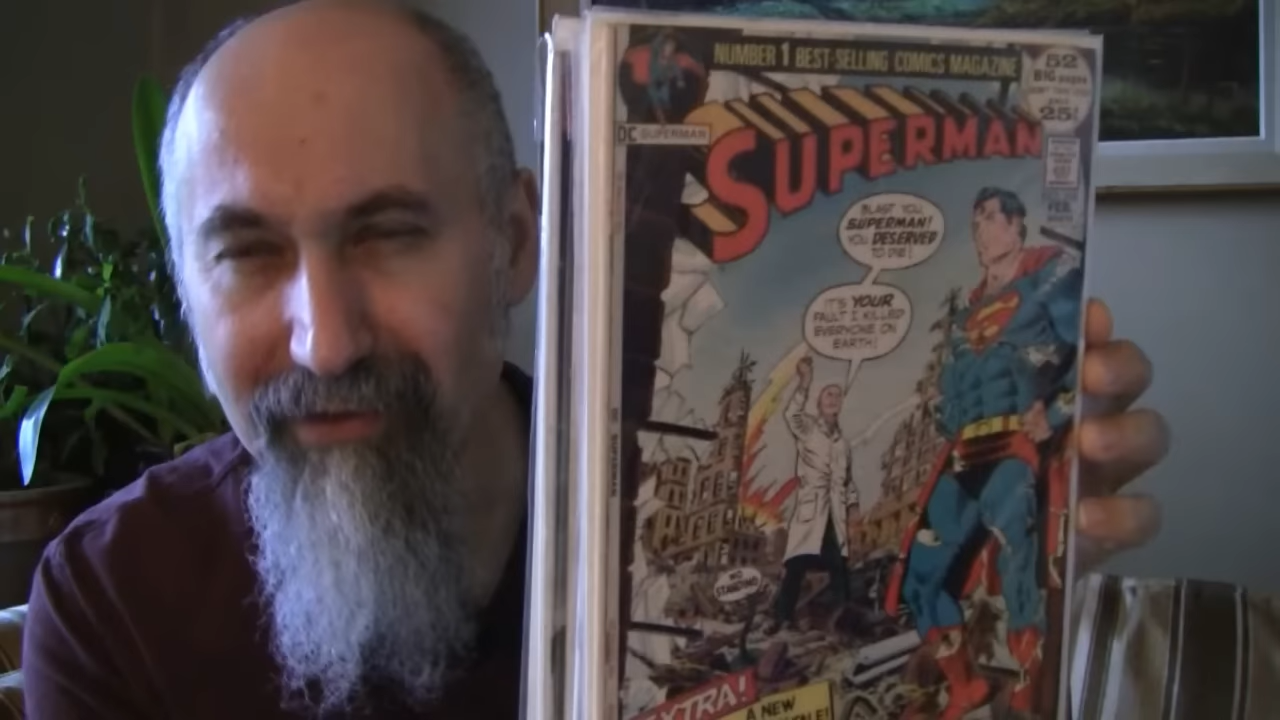 NUMBER 1 BEST-SELLING COMICS MAGAZINE
52
BIG PAGES
25¢
DC SUPERMAN
SUPERMAN
FEB.
BLAST YOU,
SUPERMAN!
YOU DESERVED
TO DIE!
IT'S YOUR
FAULT I KILLED
EVERYONE ON
EARTH!
NO
STANDING
EXTRA!
A NEW